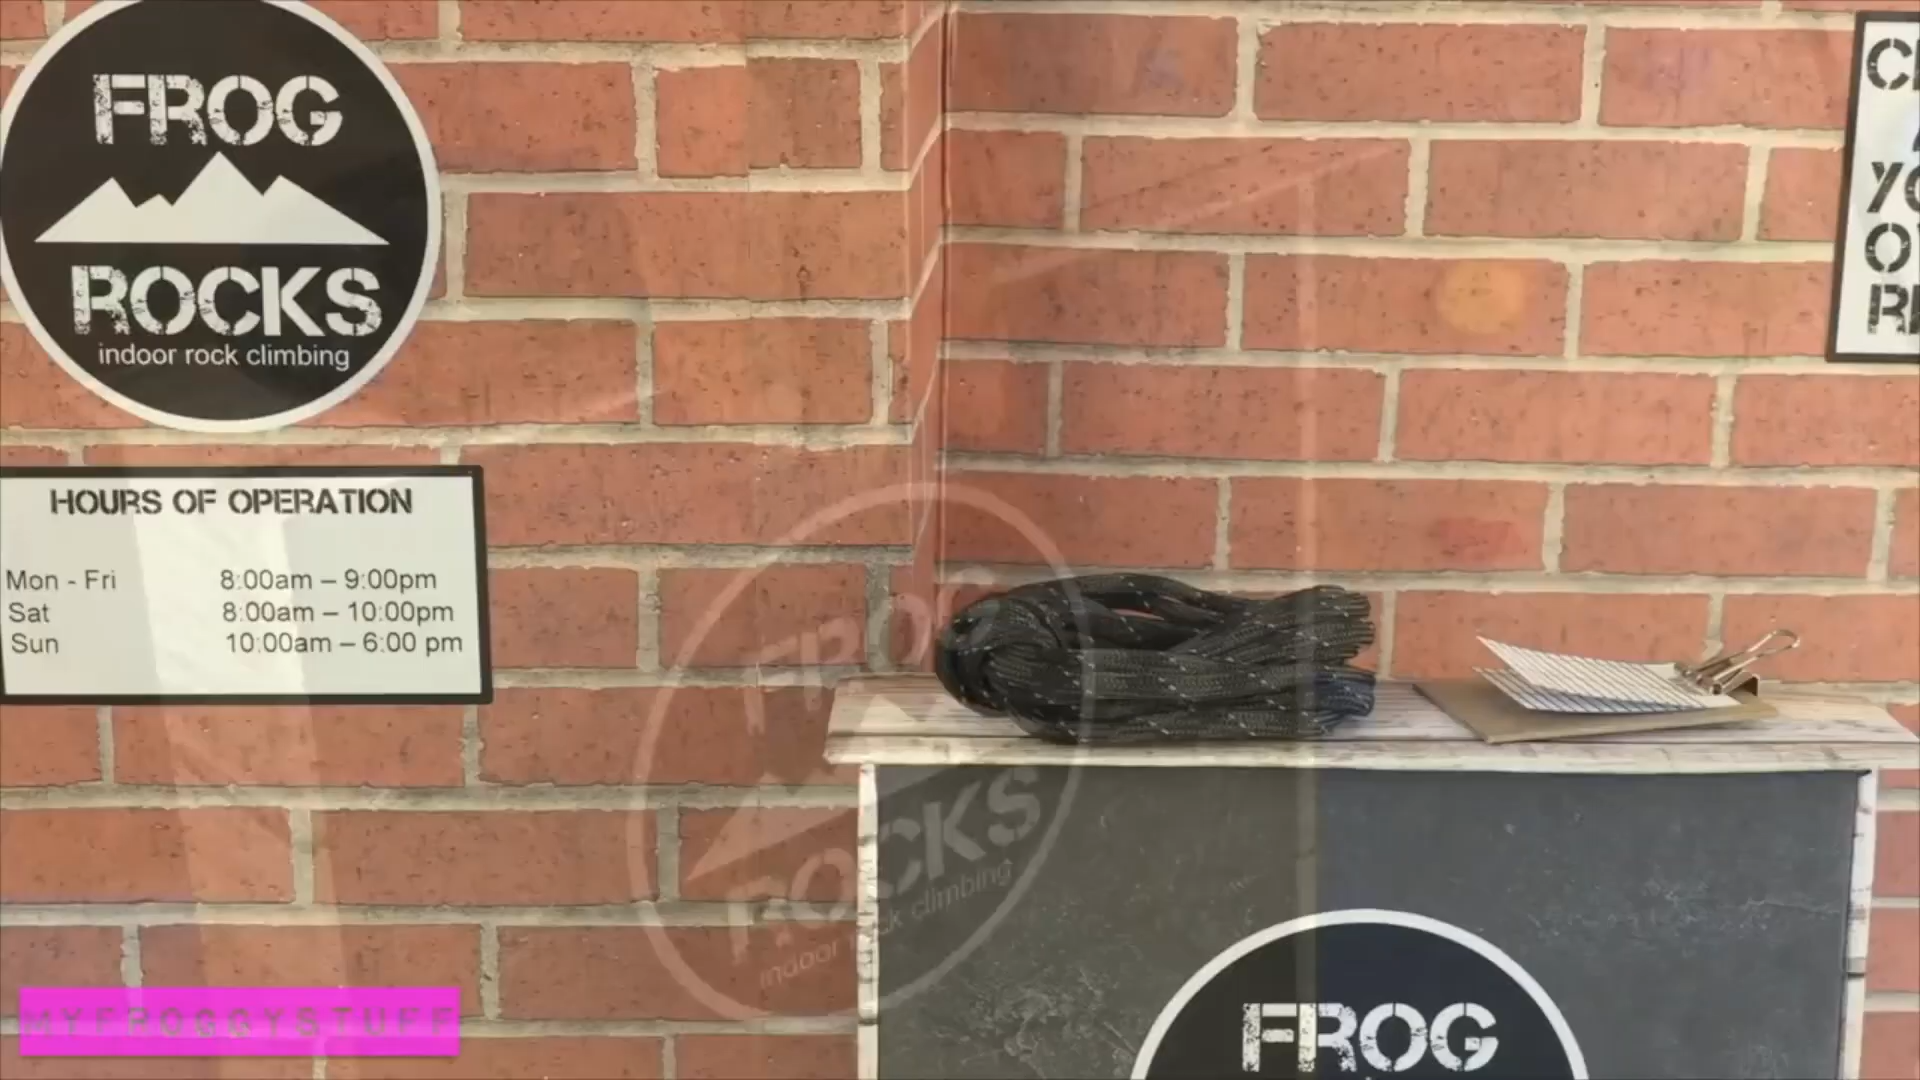 FROG
ROCKS
indoor rock climbing
HOURS OF OPERATION
Mon - Fri 8:00am – 9:00pm
Sat 8:00am – 10:00pm
Sun 10:00am – 6:00 pm
FROG
ROCKS
indoor rock climbing
FROG
MYFROGGYSTUFF